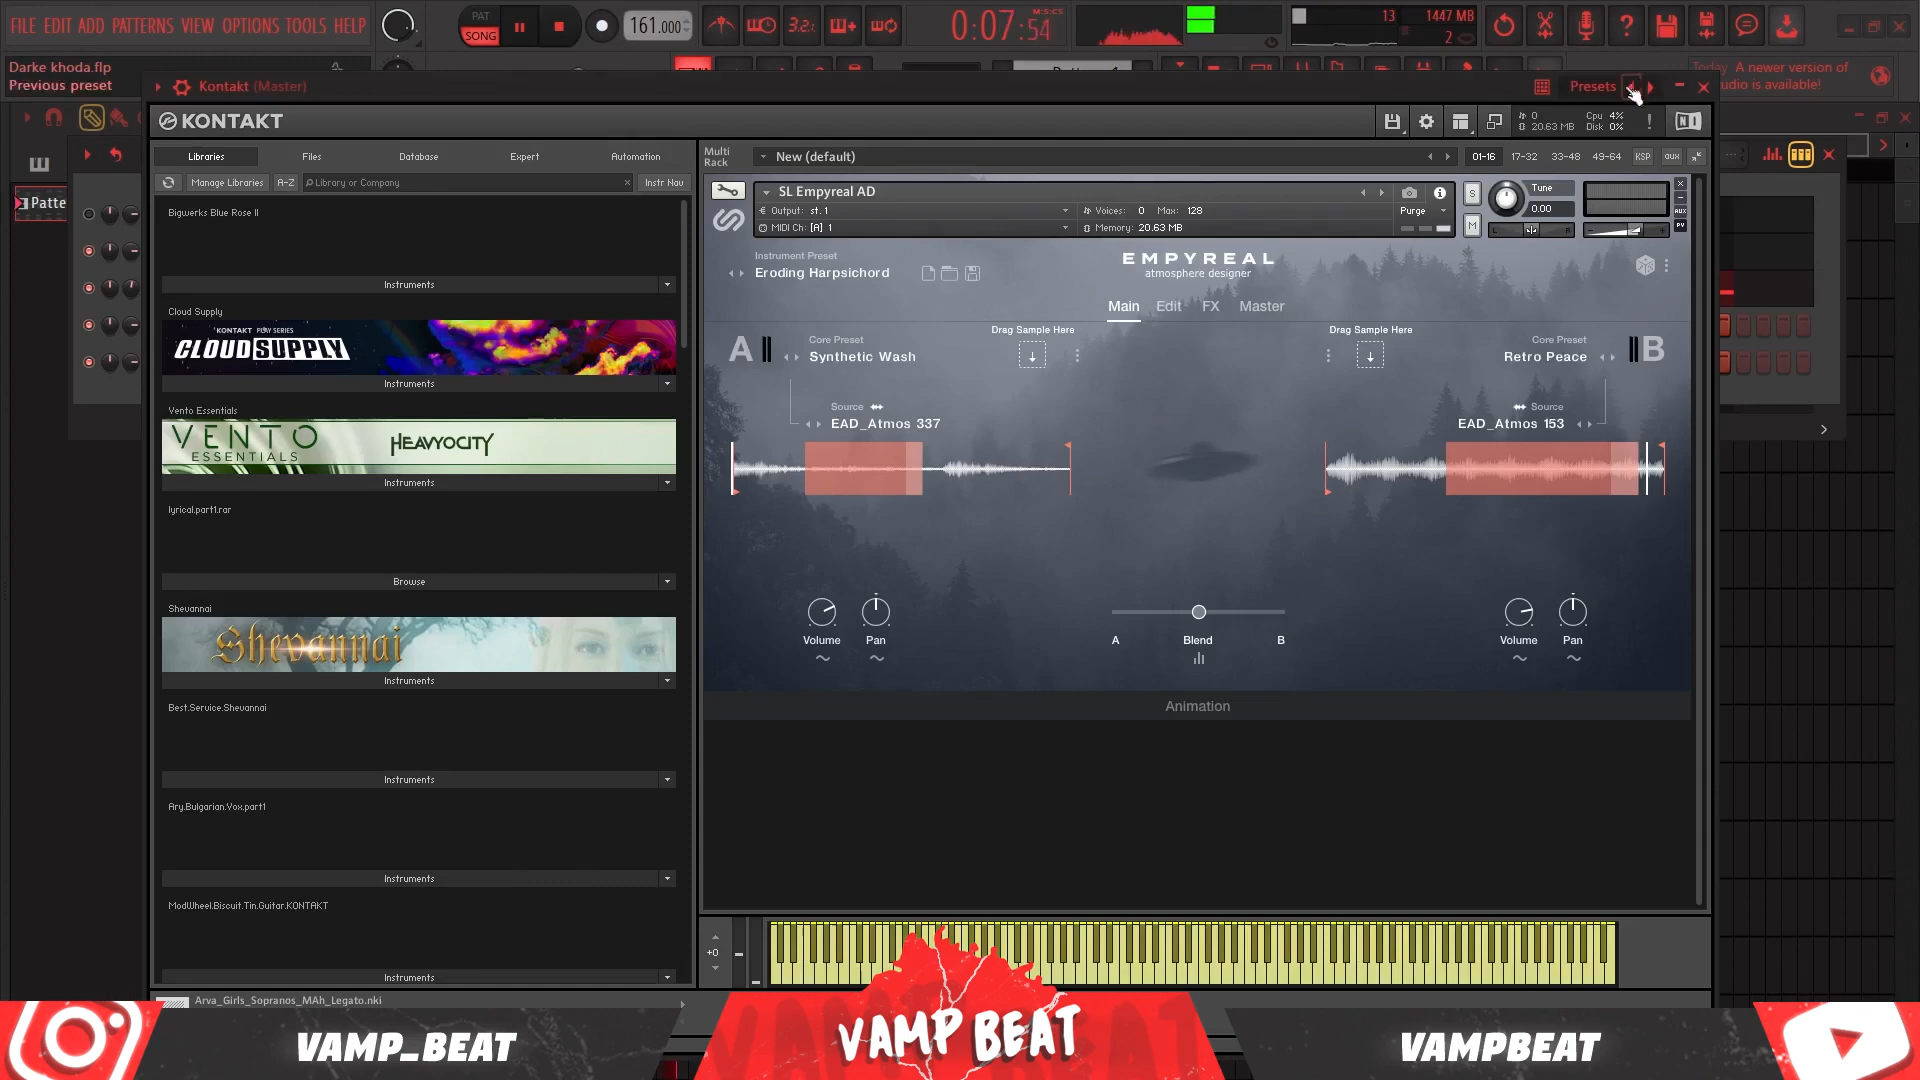 FILE EDIT ADD PATTERNS VIEW OPTIONS TOOLS HELP
PAT
SONG
161.000
3.2.
0:07:54
M:S:CS
13
1447 MB
2
Darke khoda.flp
Previous preset
Today A newer version of
udio is available!
Kontakt (Master)
Presets
KONTAKT
0
20.63 MB
Cpu 4%
Disk 0%
Libraries
Files
Database
Expert
Automation
Multi
Rack
New (default)
01-16
17-32
33-48
49-64
KSP
aux
Manage Libraries
A-Z
Library or Company
Instr Nav
Patte
SL Empyreal AD
Output: st.1
Voices: 0 Max: 128
Purge
MIDI Ch: [A] 1
Memory: 20.63 MB
S
M
Tune
0.00
L
R
AUX
PV
Bigwerks Blue Rose II
Instruments
Cloud Supply
KONTAKT PLAY SERIES
CLOUD SUPPLY
Instruments
Vento Essentials
VENTO
ESSENTIALS
HEAVYOCITY
Instruments
lyrical.part1.rar
Browse
Shevannai
Shevannai
Instruments
Best.Service.Shevannai
Instruments
Ary.Bulgarian.Vox.part1
Instruments
ModWheel.Biscuit.Tin.Guitar.KONTAKT
Instruments
Arva_Girls_Sopranos_MAh_Legato.nki
Instrument Preset
Eroding Harpsichord
EMPYREAL
atmosphere designer
Main
Edit
FX
Master
Drag Sample Here
Drag Sample Here
A
Core Preset
Synthetic Wash
Core Preset
Retro Peace
B
Source
EAD_Atmos 337
Source
EAD_Atmos 153
Volume
Pan
A
Blend
B
Volume
Pan
Animation
+0
VAMP_BEAT
VAMP BEAT
VAMPBEAT